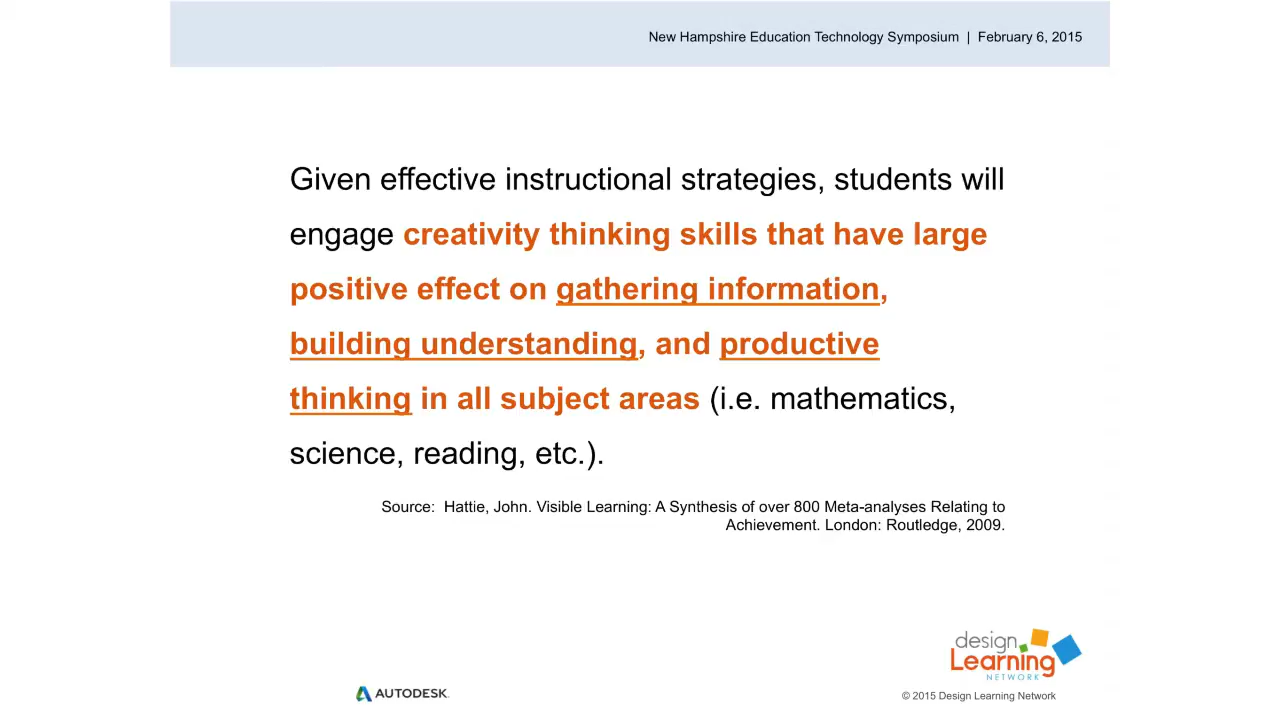 New Hampshire Education Technology Symposium | February 6, 2015
Given effective instructional strategies, students will
engage creativity thinking skills that have large
positive effect on gathering information,
building understanding, and productive
thinking in all subject areas (i.e. mathematics,
science, reading, etc.).
Source: Hattie, John. Visible Learning: A Synthesis of over 800 Meta-analyses Relating to
Achievement. London: Routledge, 2009.
design
Learning
NETWORK
AUTODESK.
© 2015 Design Learning Network